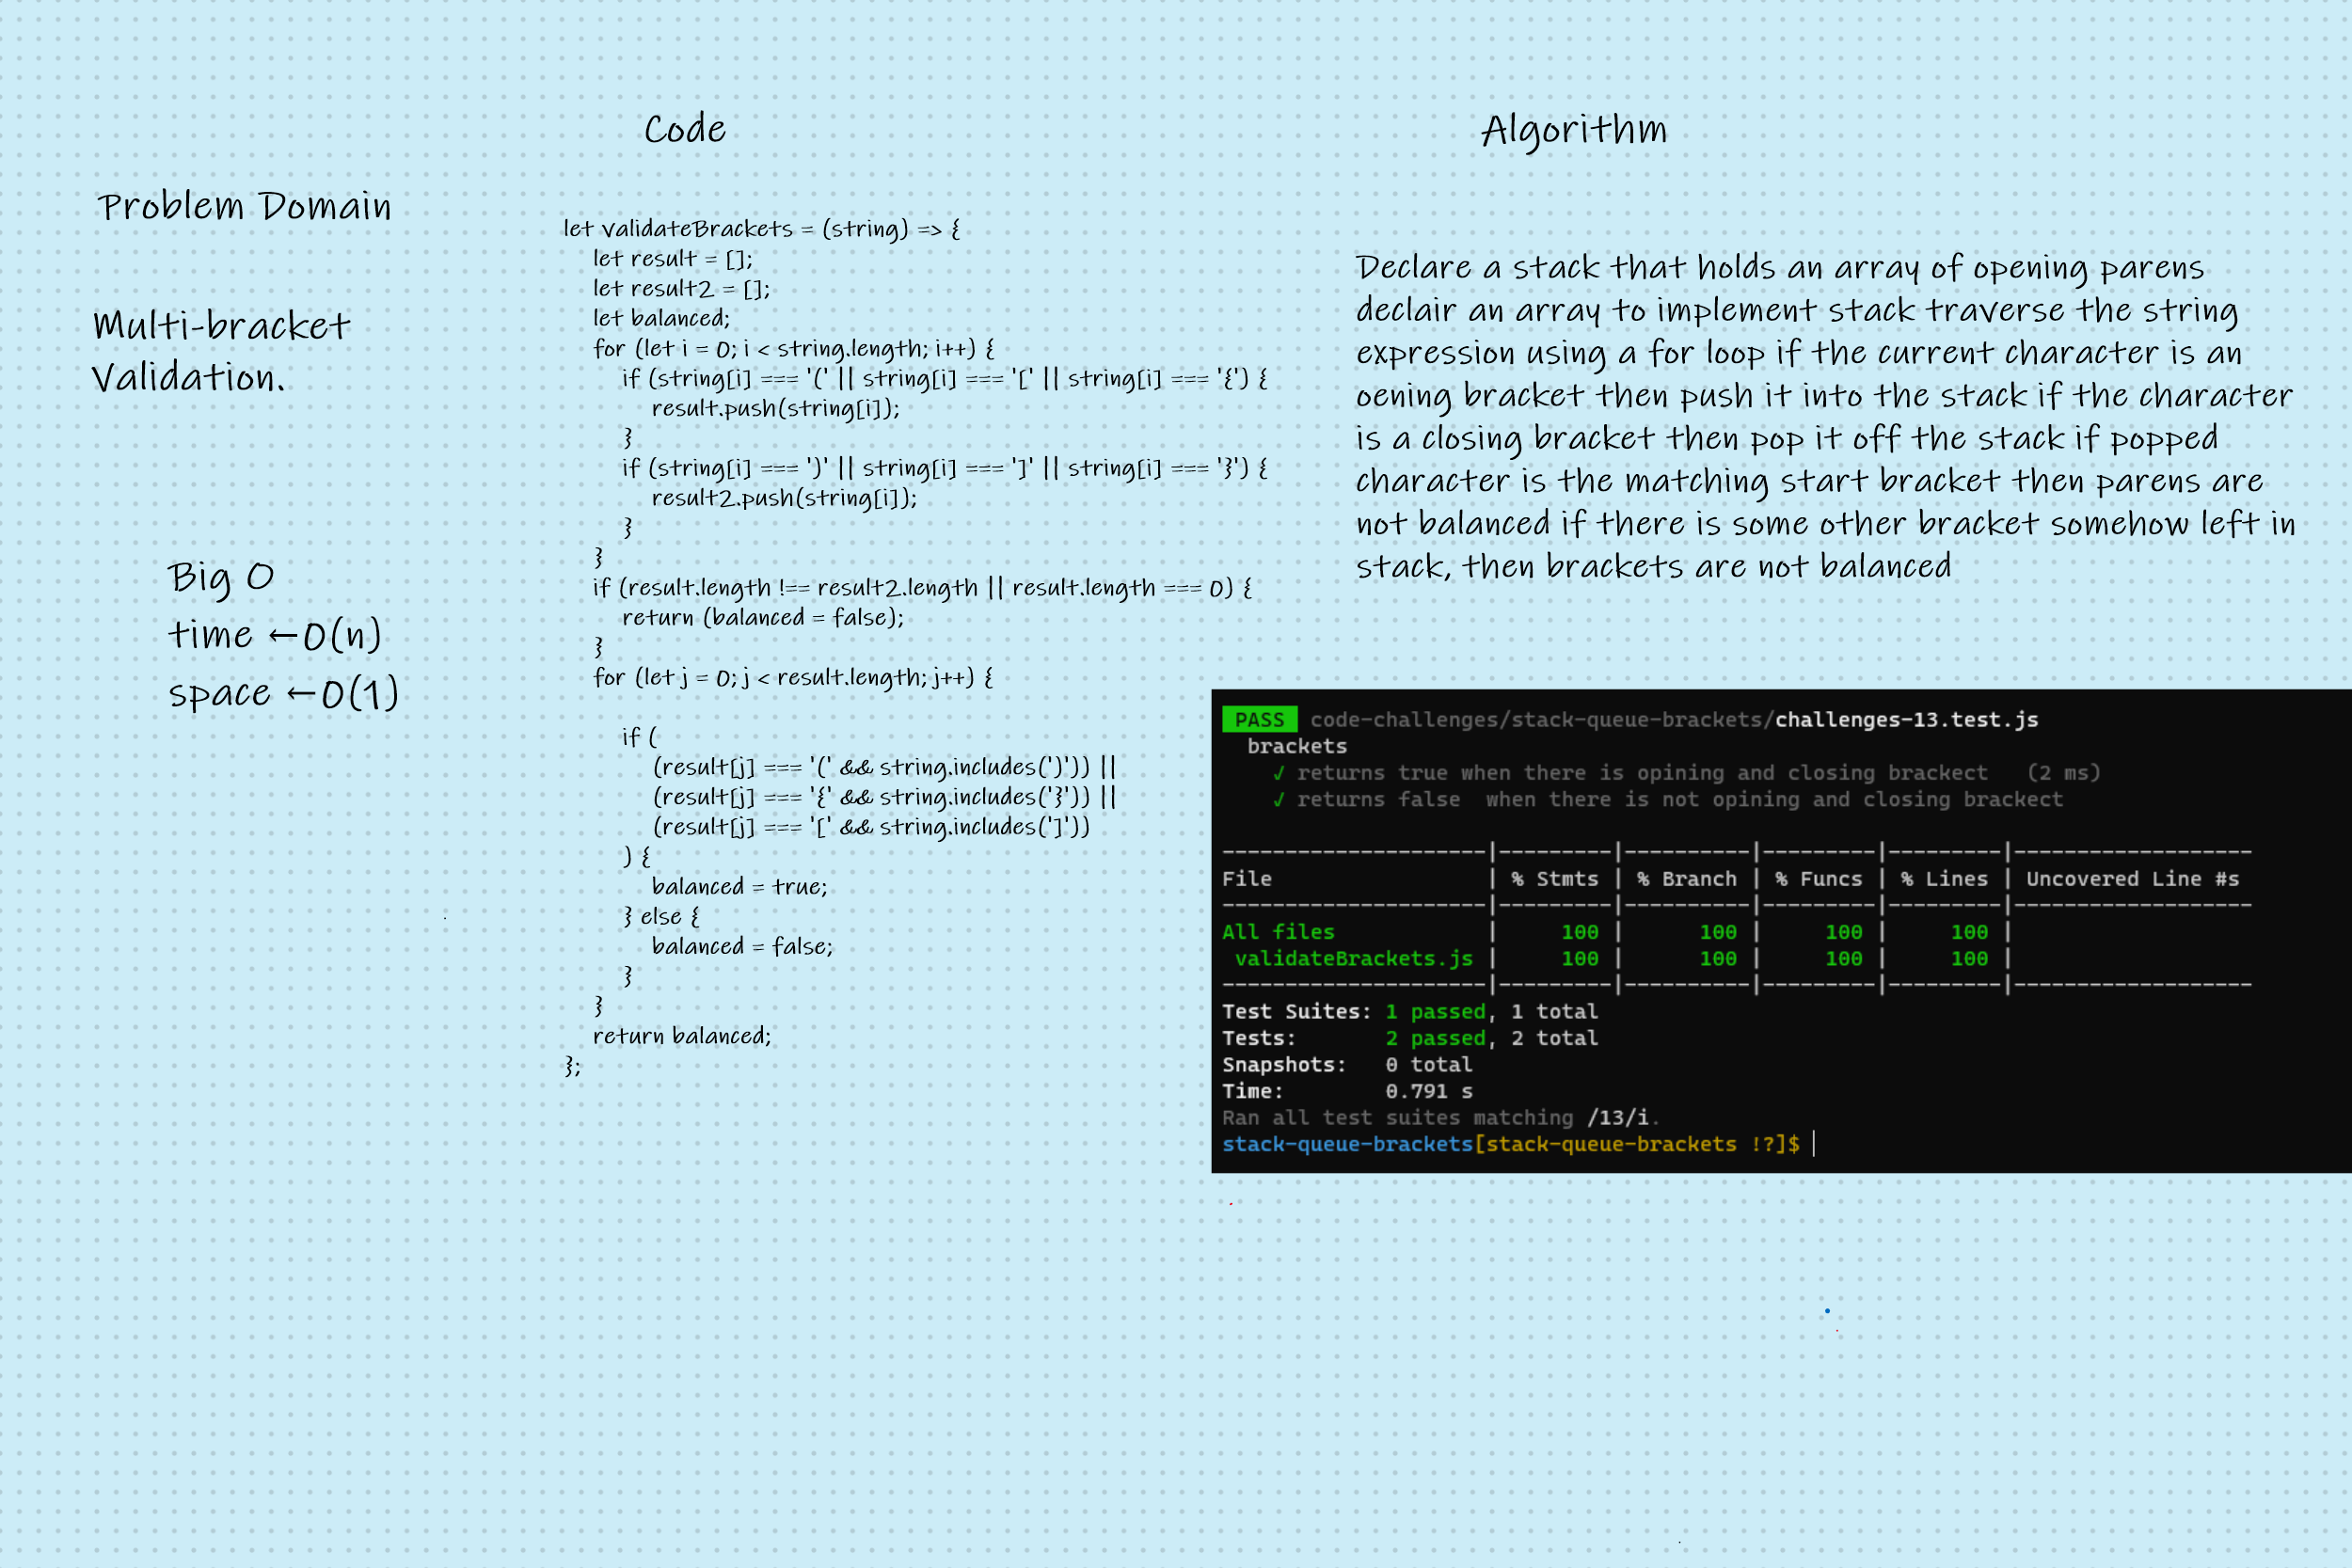 Problem Domain
Multi-bracket
Validation.
Big O
time ←O(n)
space ←O(1)
Code
let validateBrackets = (string) => {
let result = [];
let result2 = [];
let balanced;
for (let i = 0; i < string.length; i++) {
if (string[i] === '(' || string[i] === '[' || string[i] === '{') {
result.push(string[i]);
}
if (string[i] === ')' || string[i] === ']' || string[i] === '}') {
result2.push(string[i]);
}
}
if (result.length !== result2.length || result.length === 0) {
return (balanced = false);
}
for (let j = 0; j < result.length; j++) {
if (
(result[j] === '(' && string.includes(')')) ||
(result[j] === '{' && string.includes('}')) ||
(result[j] === '[' && string.includes(']'))
) {
balanced = true;
} else {
balanced = false;
}
}
return balanced;
};
Algorithm
Declare a stack that holds an array of opening parens
declair an array to implement stack traverse the string
expression using a for loop if the current character is an
oening bracket then push it into the stack if the character
is a closing bracket then pop it off the stack if popped
character is the matching start bracket then parens are
not balanced if there is some other bracket somehow left in
stack, then brackets are not balanced
PASS code-challenges/stack-queue-brackets/challenges-13.test.js
brackets
✓ returns true when there is opining and closing brackect (2 ms)
✓ returns false when there is not opining and closing brackect
---------------------|---------|----------|---------|---------|-------------------
File | % Stmts | % Branch | % Funcs | % Lines | Uncovered Line #s
---------------------|---------|----------|---------|---------|-------------------
All files | 100 | 100 | 100 | 100 |
validateBrackets.js | 100 | 100 | 100 | 100 |
---------------------|---------|----------|---------|---------|-------------------
Test Suites: 1 passed, 1 total
Tests: 2 passed, 2 total
Snapshots: 0 total
Time: 0.791 s
Ran all test suites matching /13/i.
stack-queue-brackets[stack-queue-brackets !?]$